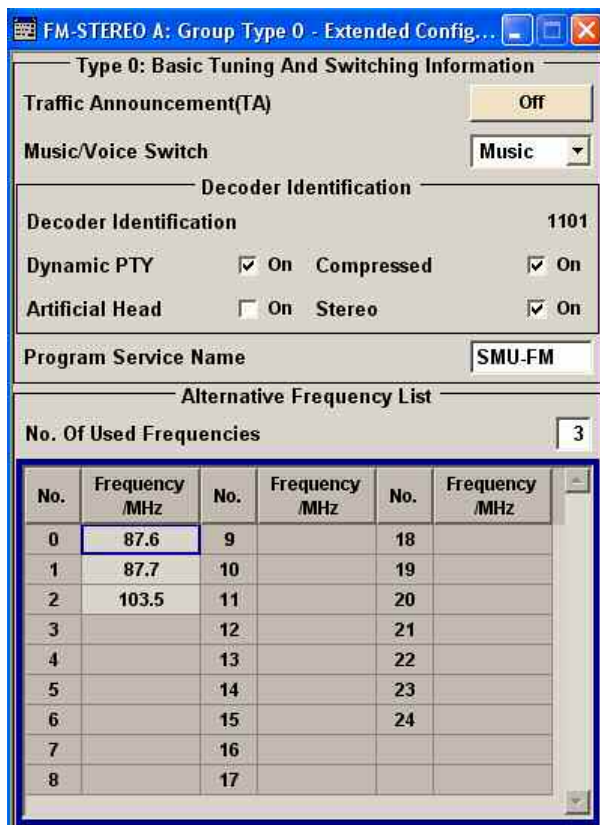 FM-STEREO A: Group Type 0 - Extended Config...
Type 0: Basic Tuning And Switching Information
Traffic Announcement(TA) Off
Music/Voice Switch Music
Decoder Identification
Decoder Identification 1101
Dynamic PTY On Compressed On
Artificial Head On Stereo On
Program Service Name SMU-FM
Alternative Frequency List
No. Of Used Frequencies 3
No. Frequency /MHz No. Frequency /MHz No. Frequency /MHz
0 87.6 9 18
1 87.7 10 19
2 103.5 11 20
3 12 21
4 13 22
5 14 23
6 15 24
7 16
8 17